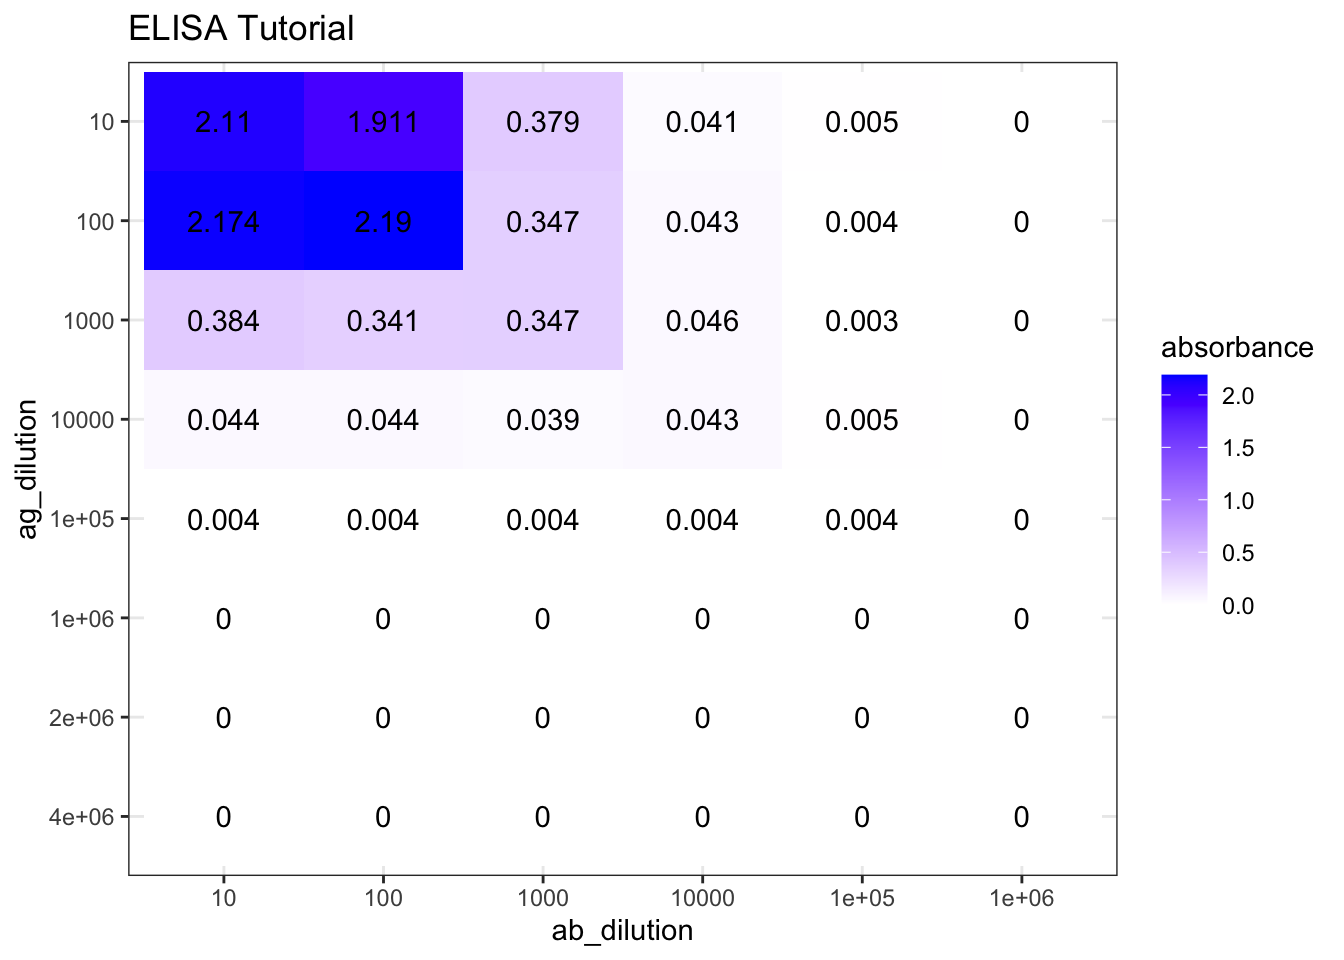 ELISA Tutorial
10 2.11 1.911 0.379 0.041 0.005 0
100 2.174 2.19 0.347 0.043 0.004 0
1000 0.384 0.341 0.347 0.046 0.003 0
10000 0.044 0.044 0.039 0.043 0.005 0
1e+05 0.004 0.004 0.004 0.004 0.004 0
1e+06 0 0 0 0 0 0
2e+06 0 0 0 0 0 0
4e+06 0 0 0 0 0 0
10 100 1000 10000 1e+05 1e+06
ab_dilution
ag_dilution
absorbance
2.0
1.5
1.0
0.5
0.0